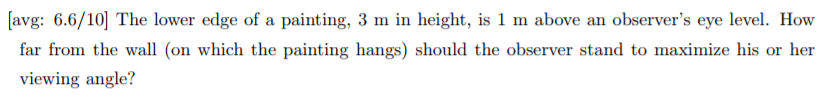 [avg: 6.6/10] The lower edge of a painting, 3 m in height, is 1 m above an observer's eye level. How
far from the wall (on which the painting hangs) should the observer stand to maximize his or her
viewing angle?